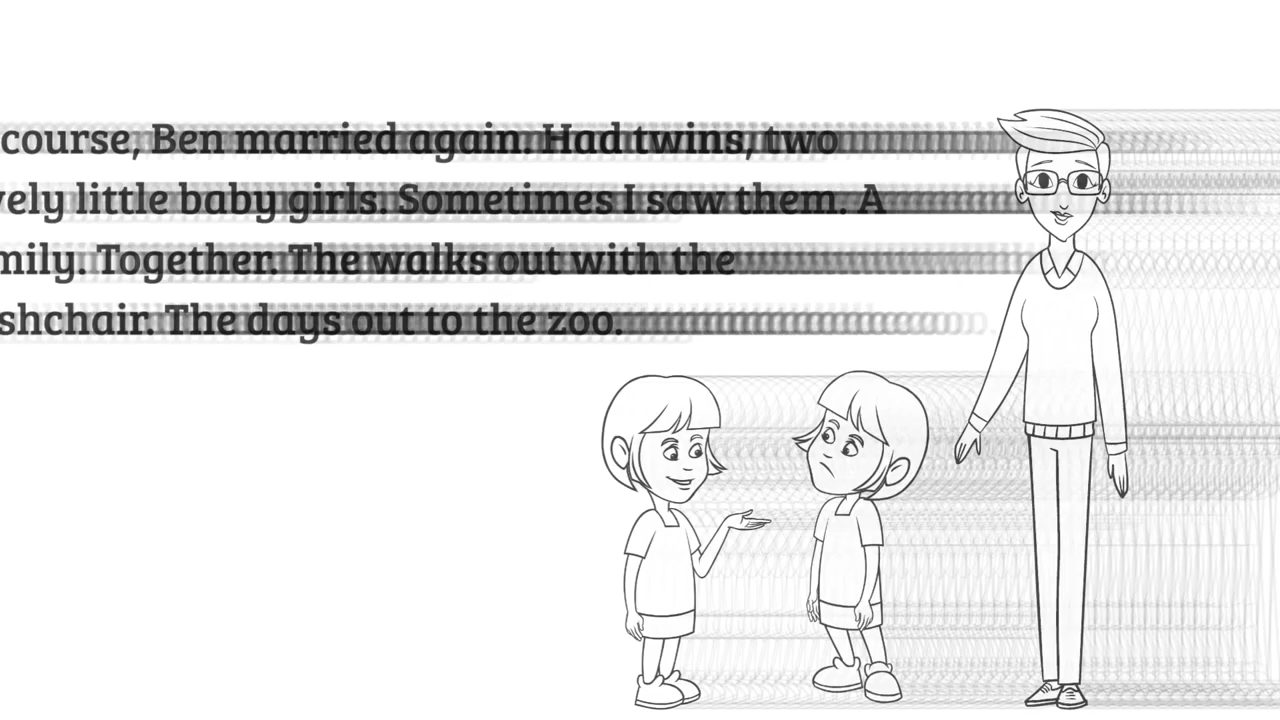 course, Ben married again. Had twins, two
vely little baby girls. Sometimes I saw them. A
mily. Together. The walks out with the
shchair. The days out to the zoo.